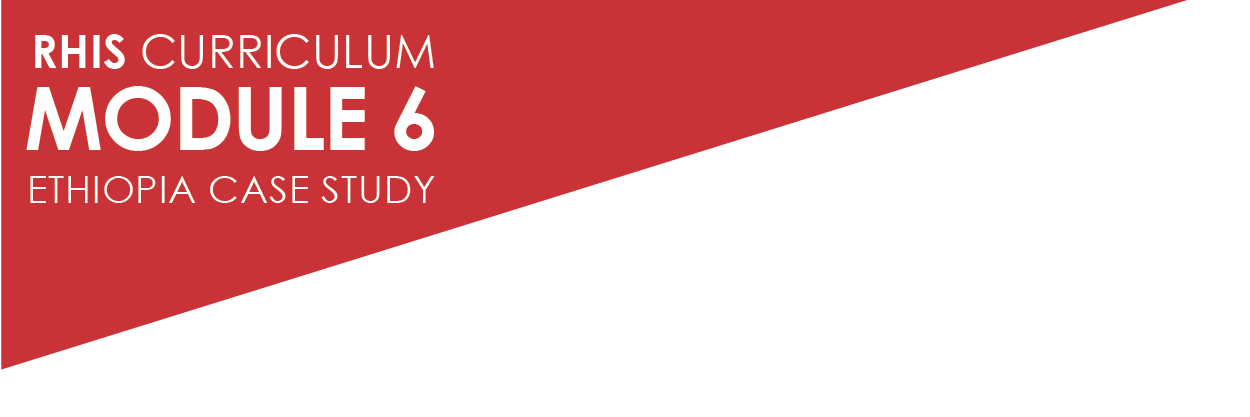 RHIS CURRICULUM
MODULE 6
ETHIOPIA CASE STUDY